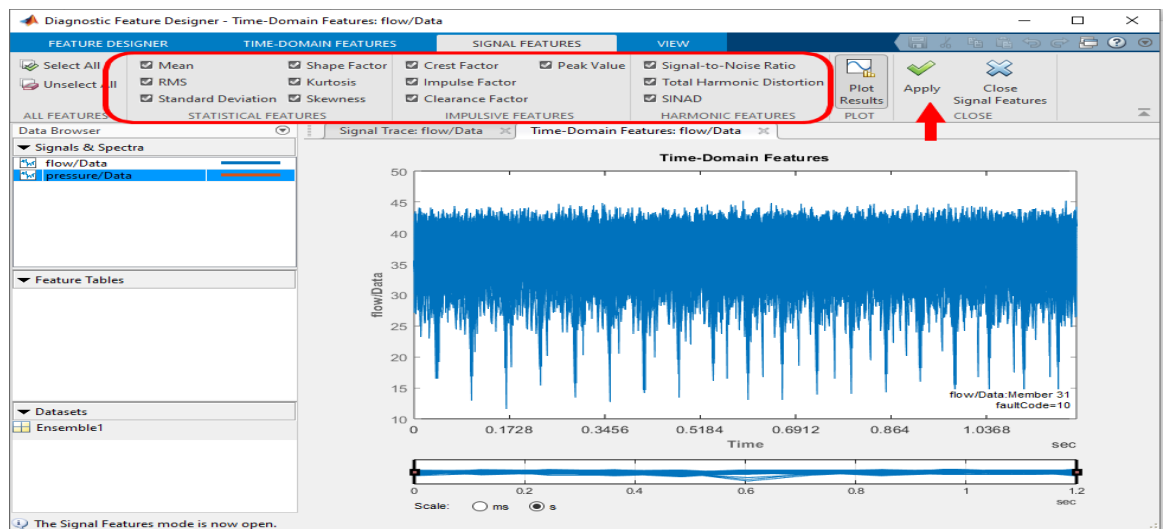 Diagnostic Feature Designer - Time-Domain Features: flow/Data
FEATURE DESIGNER TIME-DOMAIN FEATURES SIGNAL FEATURES VIEW
Select All Mean Shape Factor Crest Factor Peak Value Signal-to-Noise Ratio
Unselect All RMS Kurtosis Impulse Factor Total Harmonic Distortion Plot Results Apply Close Signal Features
Standard Deviation Skewness Clearance Factor SINAD
ALL FEATURES STATISTICAL FEATURES IMPULSIVE FEATURES HARMONIC FEATURES PLOT CLOSE
Data Browser Signal Trace: flow/Data Time-Domain Features: flow/Data
Signals & Spectra
flow/Data
pressure/Data
Feature Tables
Datasets
Ensemble1
Time-Domain Features
50
45
40
35
30
25
20
15
10
flow/Data
flow/Data:Member 31
faultCode=10
0 0.1728 0.3456 0.5184 0.6912 0.864 1.0368
Time sec
0 0.2 0.4 0.6 0.8 1 1.2
sec
Scale: ms s
The Signal Features mode is now open.